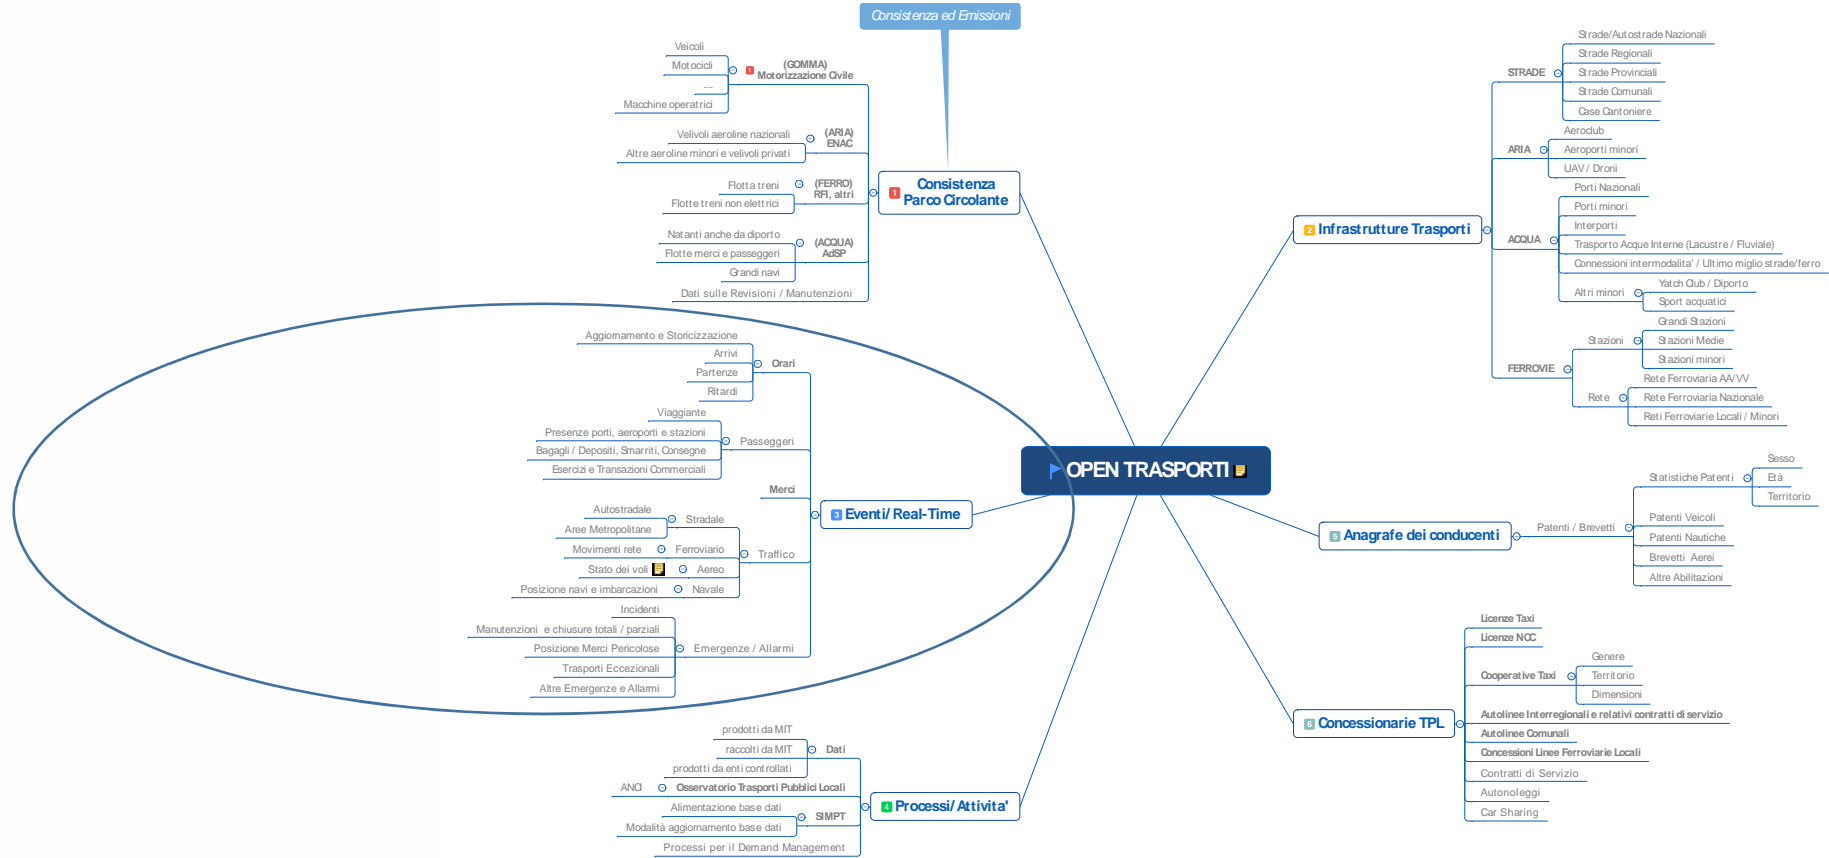 Consistenza ed Emissioni
Veicoli
Motocicli
....
Macchine operatrici
1
(GOMMA)
Motorizzazione Civile
Velivoli aeroline nazionali
Altre aeroline minori e velivoli privati
(ARIA)
ENAC
Flotta treni
Flotte treni non elettrici
(FERRO)
RFI, altri
Natanti anche da diporto
Flotte merci e passeggeri
Grandi navi
(ACQUA)
AdSP
Dati sulle Revisioni / Manutenzioni
1
Consistenza
Parco Circolante
Aggiornamento e Storicizzazione
Arrivi
Partenze
Ritardi
Orari
Viaggiante
Presenze porti, aeroporti e stazioni
Bagagli / Depositi, Smarriti, Consegne
Esercizi e Transazioni Commerciali
Passeggeri
Merci
Autostradale
Aree Metropolitane
Stradale
Movimenti rete
Ferroviario
Stato dei voli
Aereo
Posizione navi e imbarcazioni
Navale
Traffico
Incidenti
Manutenzioni e chiusure totali / parziali
Posizione Merci Pericolose
Trasporti Eccezionali
Altre Emergenze e Allarmi
Emergenze / Allarmi
3 Eventi/ Real-Time
prodotti da MIT
raccolti da MIT
prodotti da enti controllati
Dati
ANCI
Osservatorio Trasporti Pubblici Locali
Alimentazione base dati
Modalità aggiornamento base dati
SIMPT
Processi per il Demand Management
4 Processi/ Attivita'
OPEN TRASPORTI
2 Infrastrutture Trasporti
STRADE
Strade/Autostrade Nazionali
Strade Regionali
Strade Provinciali
Strade Comunali
Case Cantoniere
ARIA
Aeroclub
Aeroporti minori
UAV / Droni
ACQUA
Porti Nazionali
Porti minori
Interporti
Trasporto Acque Interne (Lacustre / Fluviale)
Connessioni intermodalita' / Ultimo miglio strade/ferro
Altri minori
Yatch Club / Diporto
Sport acquatici
FERROVIE
Stazioni
Grandi Stazioni
Stazioni Medie
Stazioni minori
Rete
Rete Ferroviaria AA/VV
Rete Ferroviaria Nazionale
Reti Ferroviarie Locali / Minori
5 Anagrafe dei conducenti
Patenti / Brevetti
Statistiche Patenti
Sesso
Età
Territorio
Patenti Veicoli
Patenti Nautiche
Brevetti Aerei
Altre Abilitazioni
6 Concessionarie TPL
Licenze Taxi
Licenze NCC
Cooperative Taxi
Genere
Territorio
Dimensioni
Autolinee Interregionali e relativi contratti di servizio
Autolinee Comunali
Concessioni Linee Ferroviarie Locali
Contratti di Servizio
Autonoleggi
Car Sharing